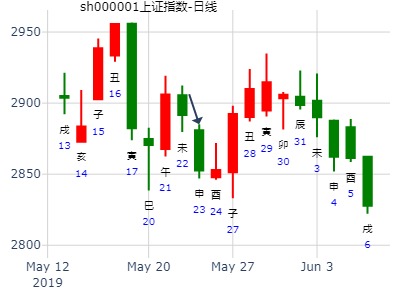 sh000001上证指数-日线
2950
2900
2850
2800
戌
13
亥
14
子
15
丑
16
寅
17
巳
20
午
21
未
22
申
23
酉
24
子
27
丑
28
寅
29
卯
30
辰
31
未
3
申
4
酉
5
戌
6
May 12
2019
May 20
May 27
Jun 3